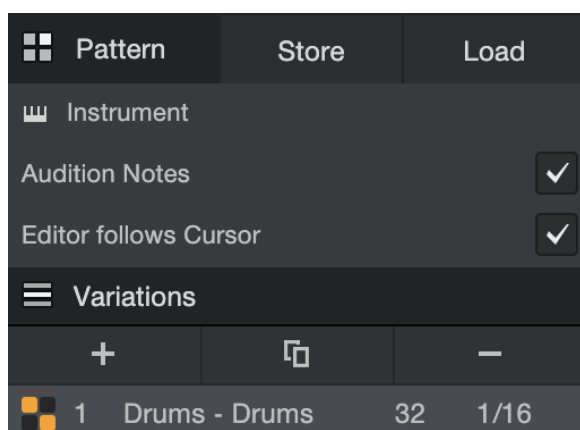 Pattern Store Load
Instrument
Audition Notes
Editor follows Cursor
Variations
1 Drums - Drums 32 1/16